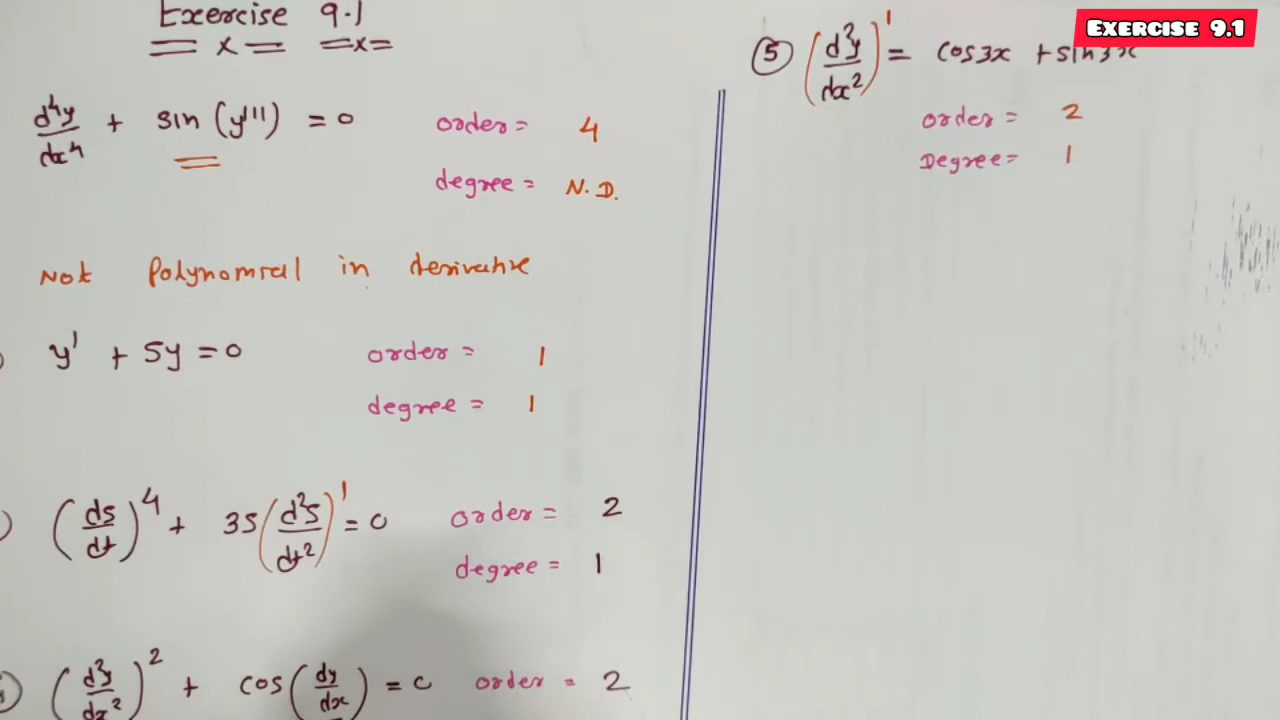 Exercise 9.1
d⁴y/dx⁴ + sin (y''') = 0 order = 4
degree = N.D.
Not Polynomial in derivative
y' + 5y = 0 order = 1
degree = 1
(ds/dt)⁴ + 3s (d²s/dt²)¹ = 0 order = 2
degree = 1
(d²y/dx²)² + cos (dy/dx) = 0 order = 2
EXERCISE 9.1
⑤ (d²y/dx²)¹ = cos3x + sin3x
order = 2
Degree = 1